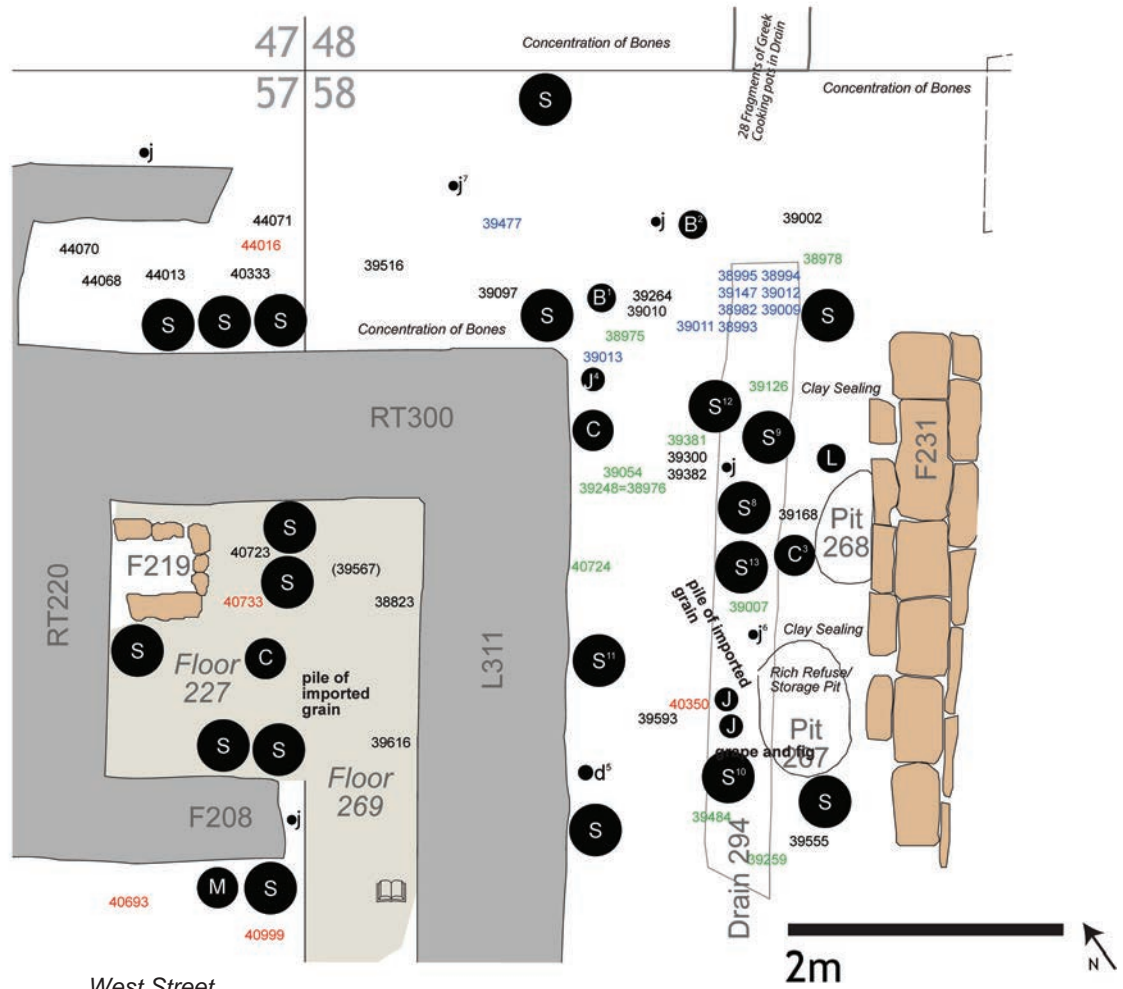 47 48
57 58
Concentration of Bones
28 Fragments of Greek
Cooking pots in Drain
Concentration of Bones
S
j
j⁷
44071
44016
44070
44068
44013
40333
39477
j
B²
39002
38978
39516
39097
B¹
39264
39010
38995 38994
39147 39012
38982 39009
39011 38993
S
S
S
S
S
Concentration of Bones
38975
39013
J⁴
39126
Clay Sealing
RT300
C
S¹²
S⁹
39381
39300
39382
j
L
F231
39054
39248=38976
S⁸
39168
Pit
268
S
F219
40723
(39567)
S
40733
38823
40724
S¹³
C³
39007
pile of imported
grain
j⁶
Clay Sealing
RT220
S
Floor
227
C
pile of
imported
grain
L311
S¹¹
Rich Refuse/
Storage Pit
40350
J
39593
J
Pit
267
grape and fig
S
S
39616
Floor
269
d⁵
S¹⁰
S
F208
j
S
39484
39555
39259
Drain 294
M
S
40693
40999
2m
N
West Street